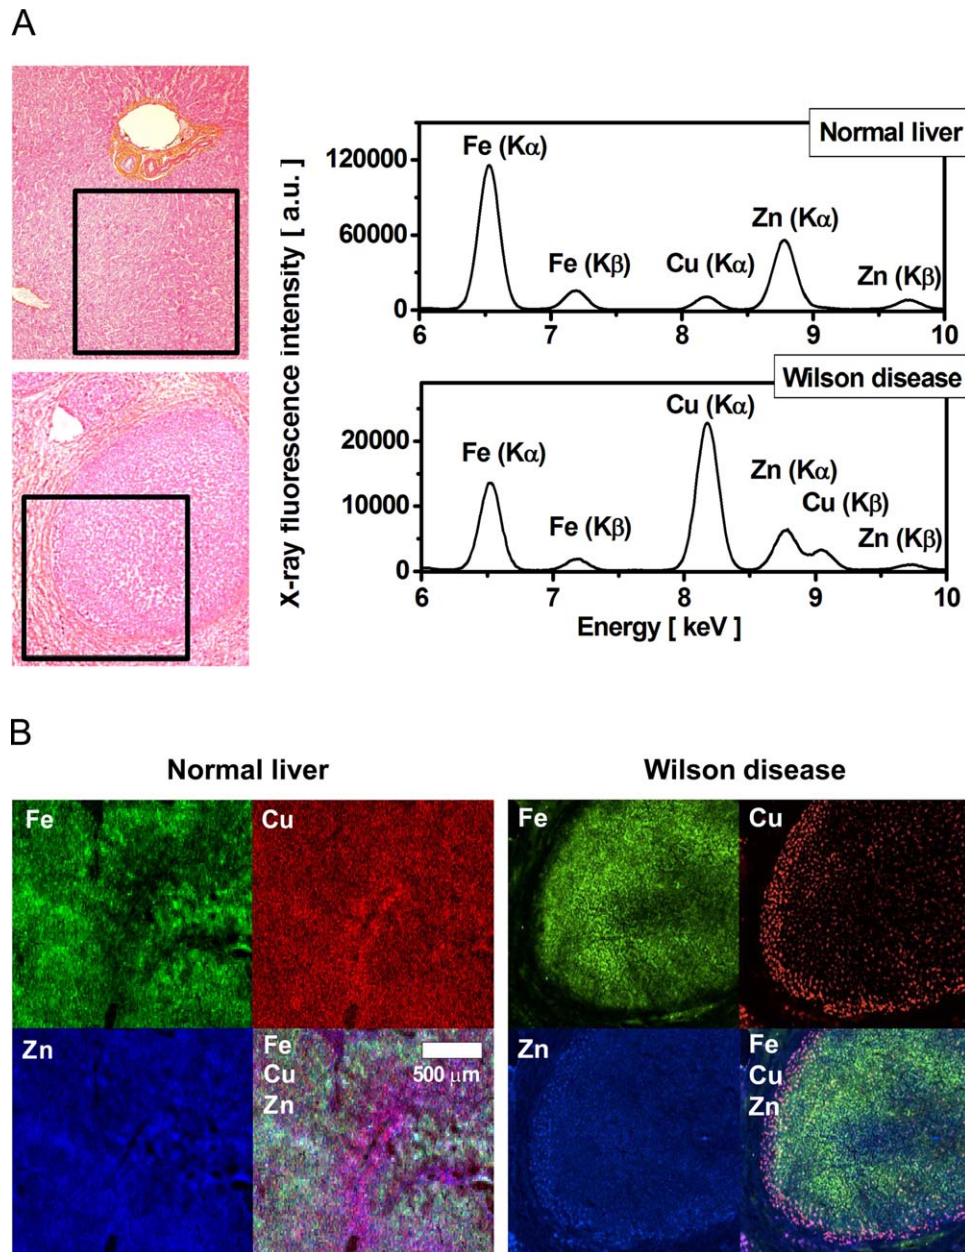 A
X-ray fluorescence intensity [ a.u. ]
Normal liver
120000
60000
0
Fe (Kα)
Fe (Kβ)
Cu (Kα)
Zn (Kα)
Zn (Kβ)
6 7 8 9 10
Wilson disease
20000
10000
0
Fe (Kα)
Fe (Kβ)
Cu (Kα)
Zn (Kα)
Cu (Kβ)
Zn (Kβ)
6 7 8 9 10
Energy [ keV ]
B
Normal liver
Wilson disease
Fe
Cu
Fe
Cu
Zn
Fe
Cu
Zn
500 μm
Zn
Fe
Cu
Zn